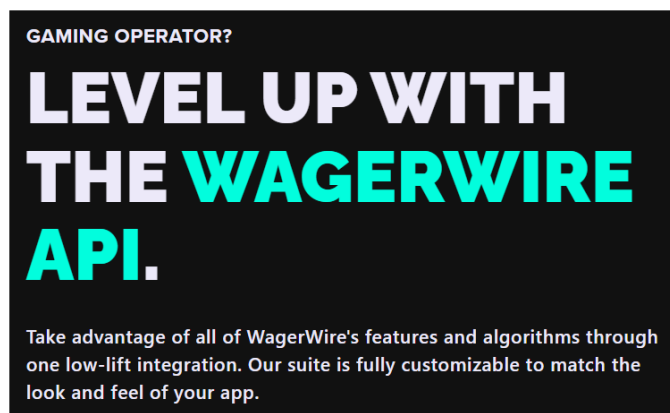 GAMING OPERATOR?
LEVEL UP WITH
THE WAGERWIRE
API.
Take advantage of all of WagerWire's features and algorithms through
one low-lift integration. Our suite is fully customizable to match the
look and feel of your app.